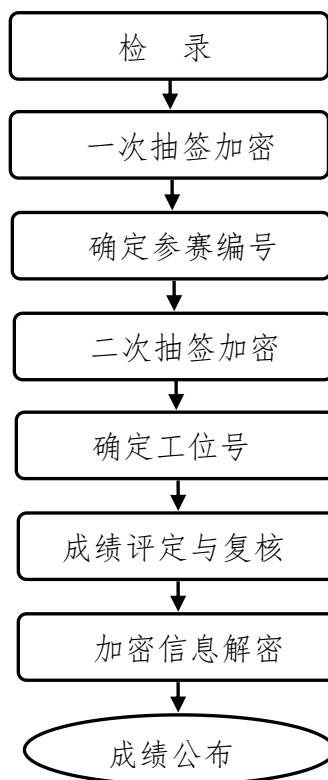 检 录
一次抽签加密
确定参赛编号
二次抽签加密
确定工位号
成绩评定与复核
加密信息解密
成绩公布